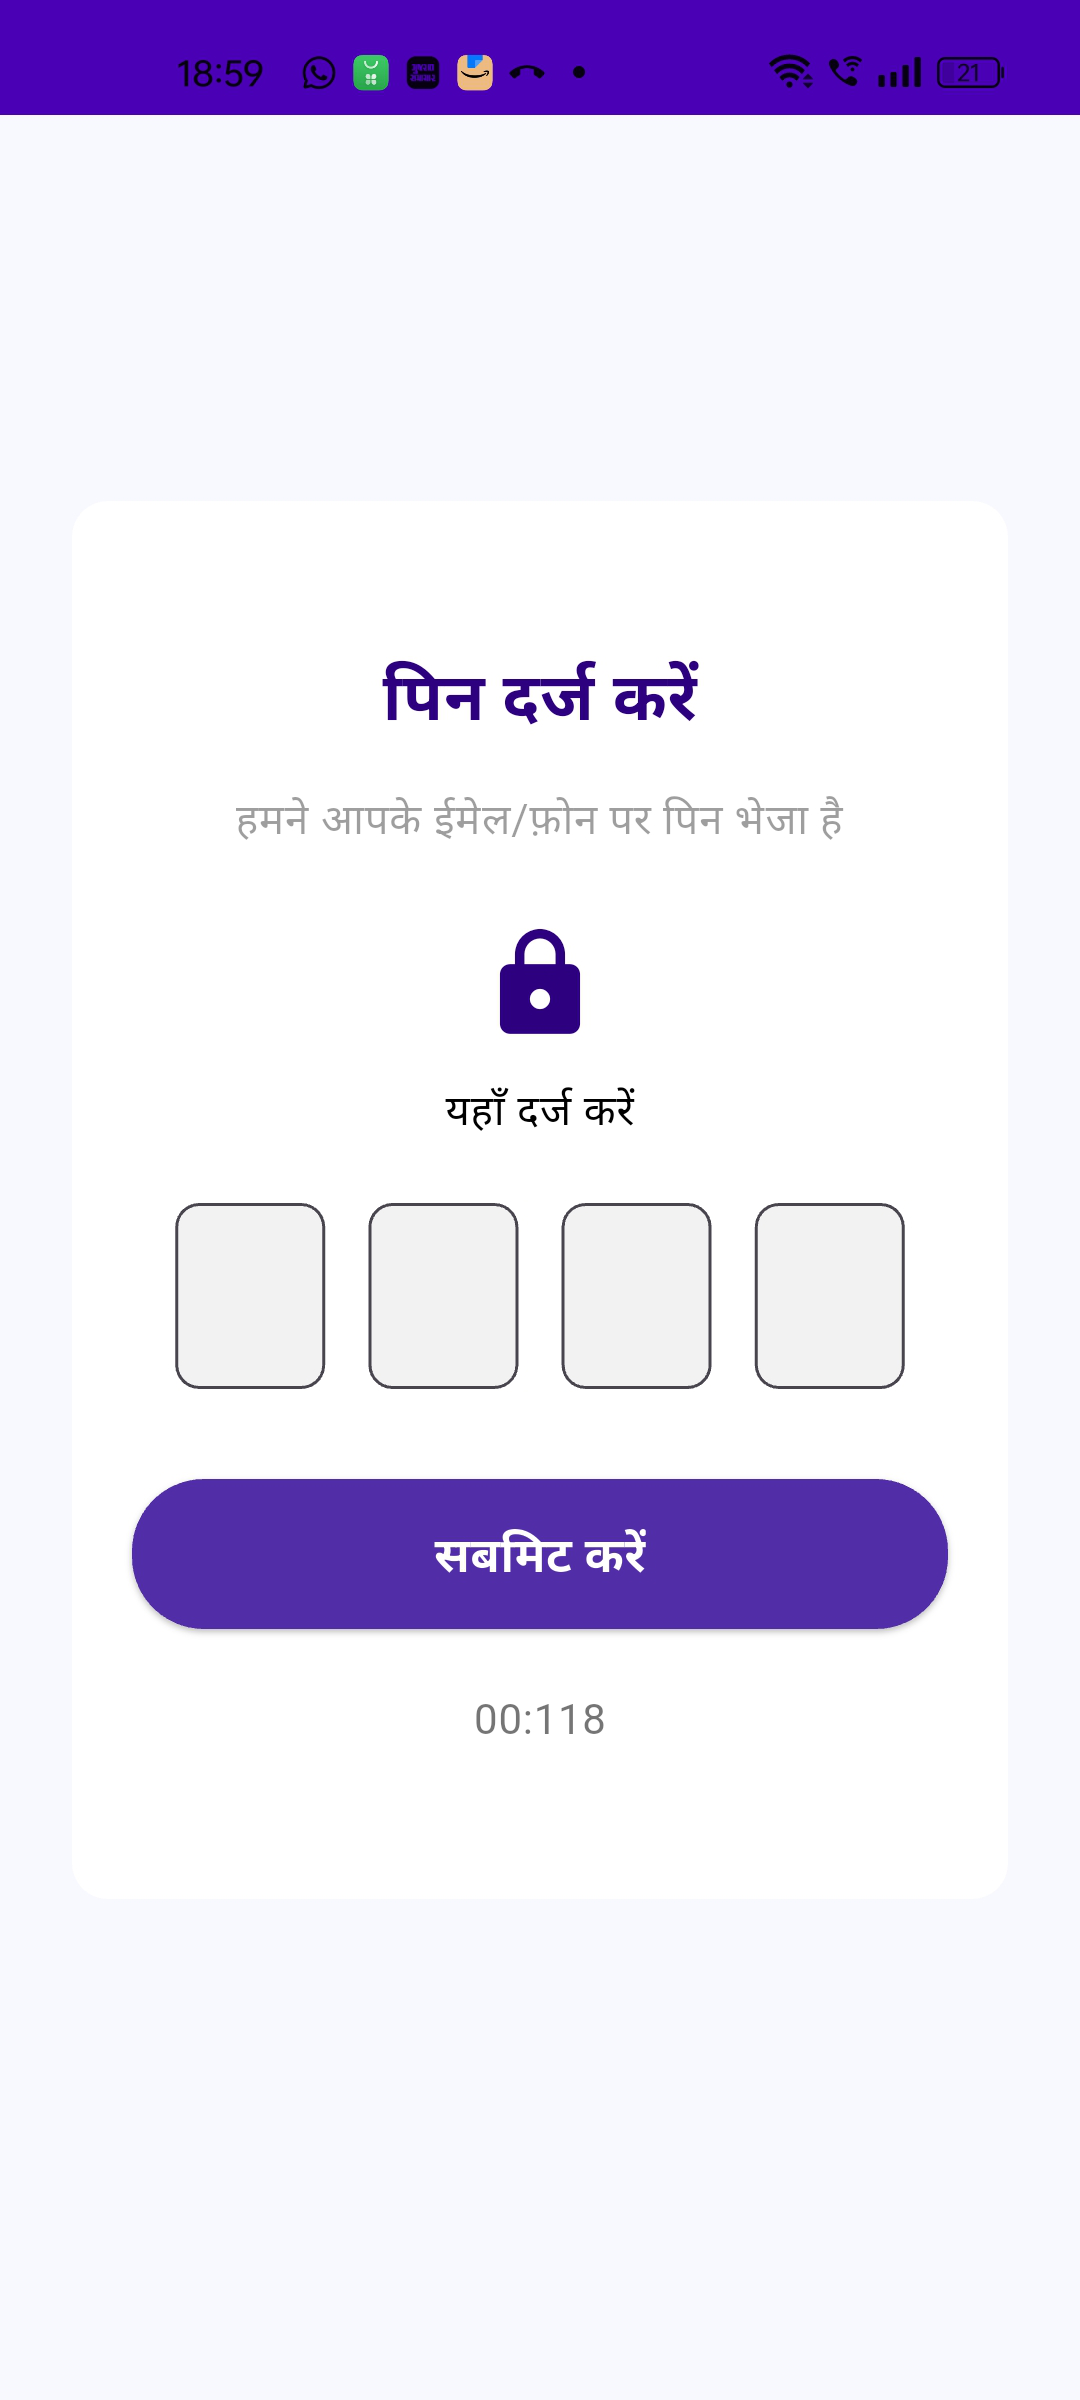 18:59
21
पिन दर्ज करें
हमने आपके ईमेल/फ़ोन पर पिन भेजा है
यहाँ दर्ज करें
सबमिट करें
00:118